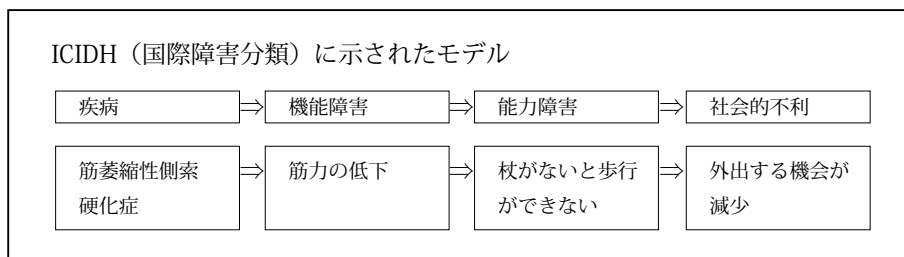 ICIDH（国際障害分類）に示されたモデル
疾病 ⇒ 機能障害 ⇒ 能力障害 ⇒ 社会的不利
筋萎縮性側索 ⇒ 筋力の低下 ⇒ 杖がないと歩行 ⇒ 外出する機会が
硬化症 ができない 減少